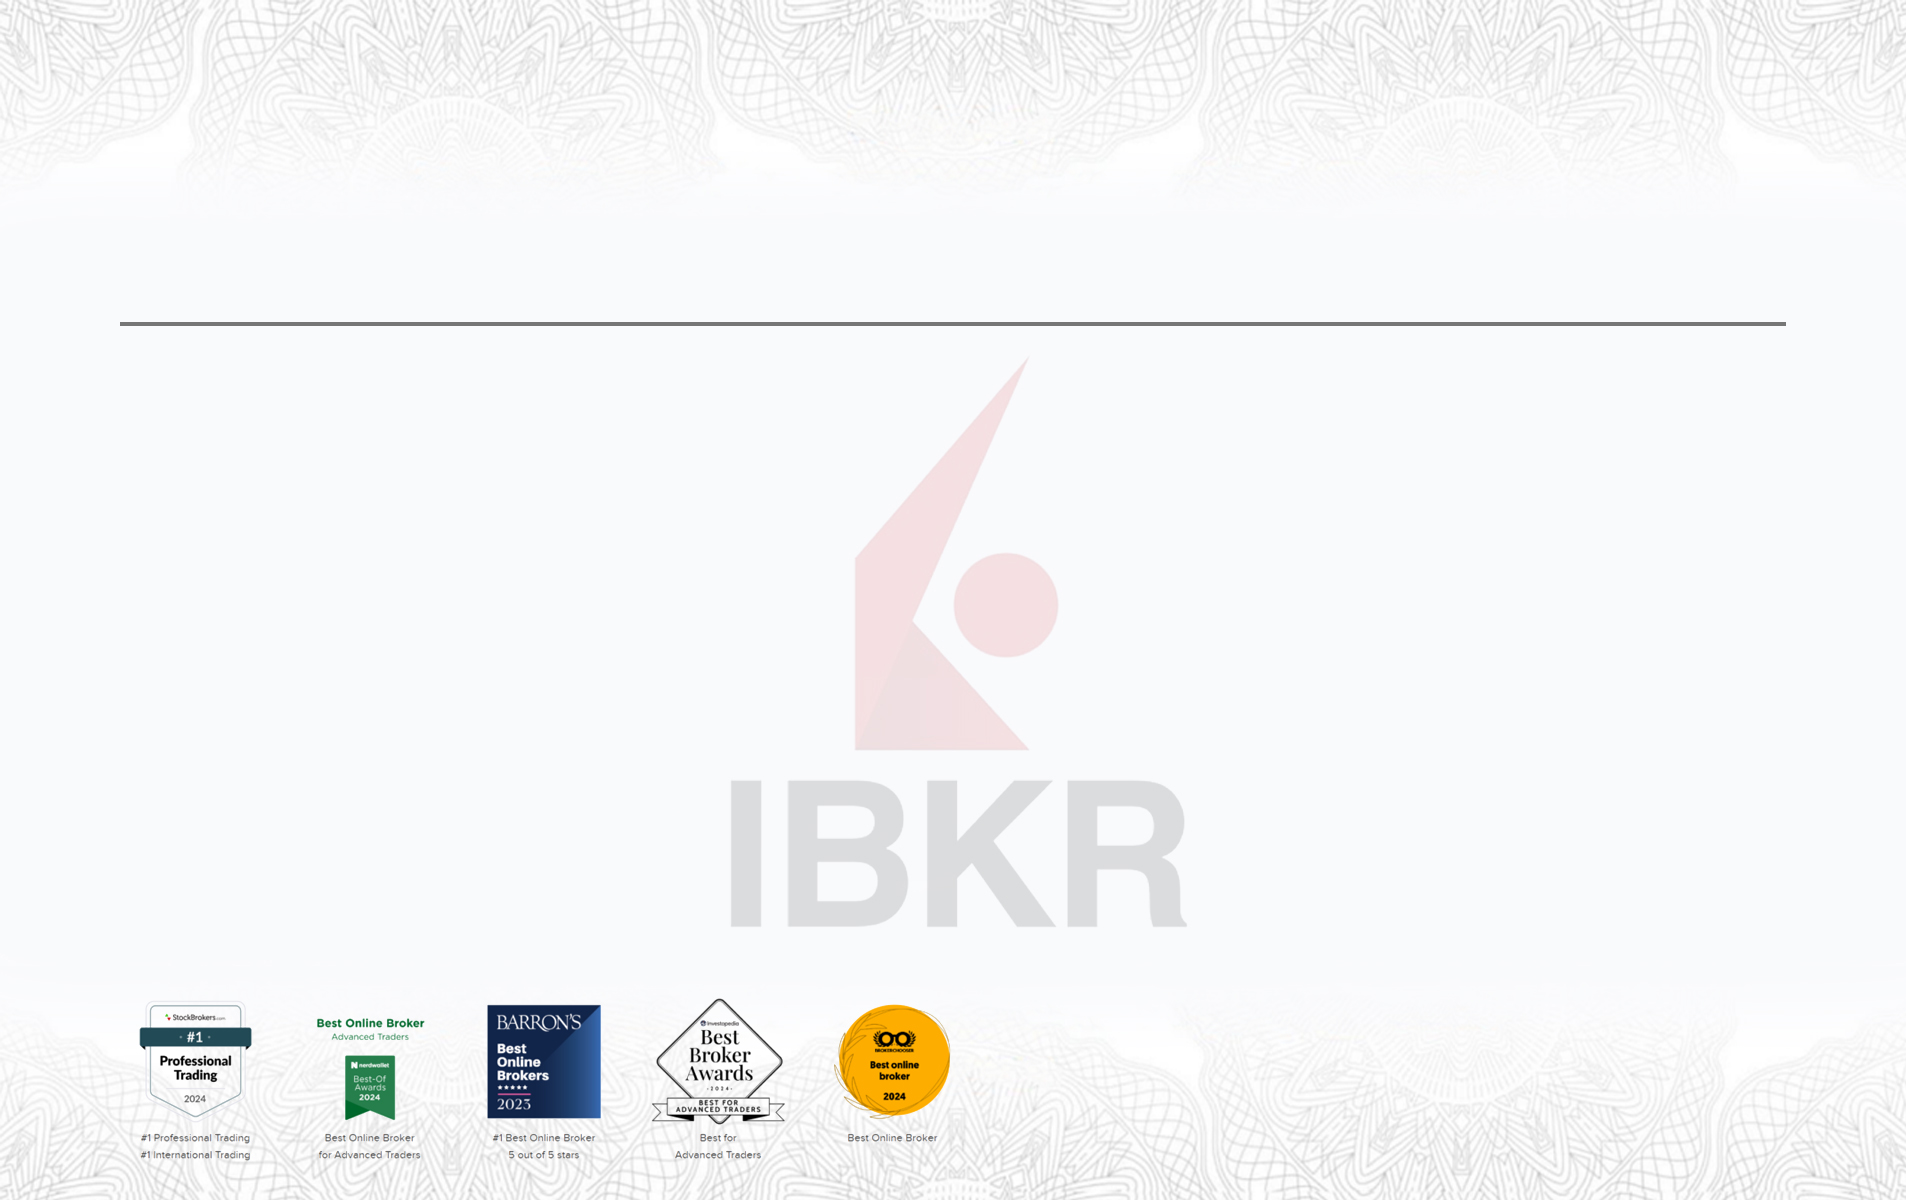 IBKR
StockBrokers.com
#1
Professional
Trading
2024
#1 Professional Trading
#1 International Trading
Best Online Broker
Advanced Traders
nerdwallet
Best-Of
Awards
2024
Best Online Broker
for Advanced Traders
BARRON'S
Best
Online
Brokers
2023
#1 Best Online Broker
5 out of 5 stars
Investopedia
Best
Broker
Awards
·2024·
BEST FOR
ADVANCED TRADERS
Best for
Advanced Traders
BROKERCHOOSER
Best online
broker
2024
Best Online Broker